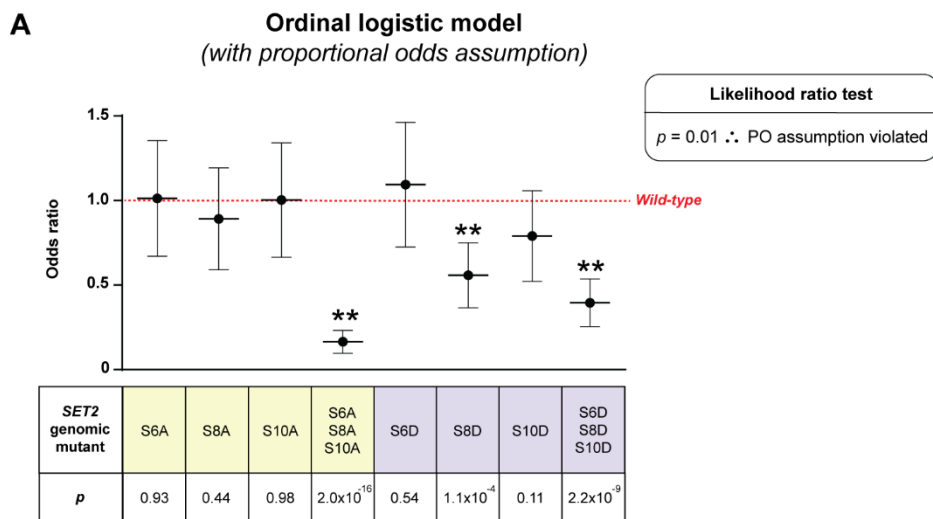 A
Ordinal logistic model
(with proportional odds assumption)
Likelihood ratio test
p = 0.01 ∴ PO assumption violated
Odds ratio
1.5
1.0
0.5
0
Wild-type
**
**
**
SET2
genomic
mutant
S6A
S8A
S10A
S6A
S8A
S10A
S6D
S8D
S10D
S6D
S8D
S10D
p
0.93
0.44
0.98
2.0x10⁻¹⁶
0.54
1.1x10⁻⁴
0.11
2.2x10⁻⁹